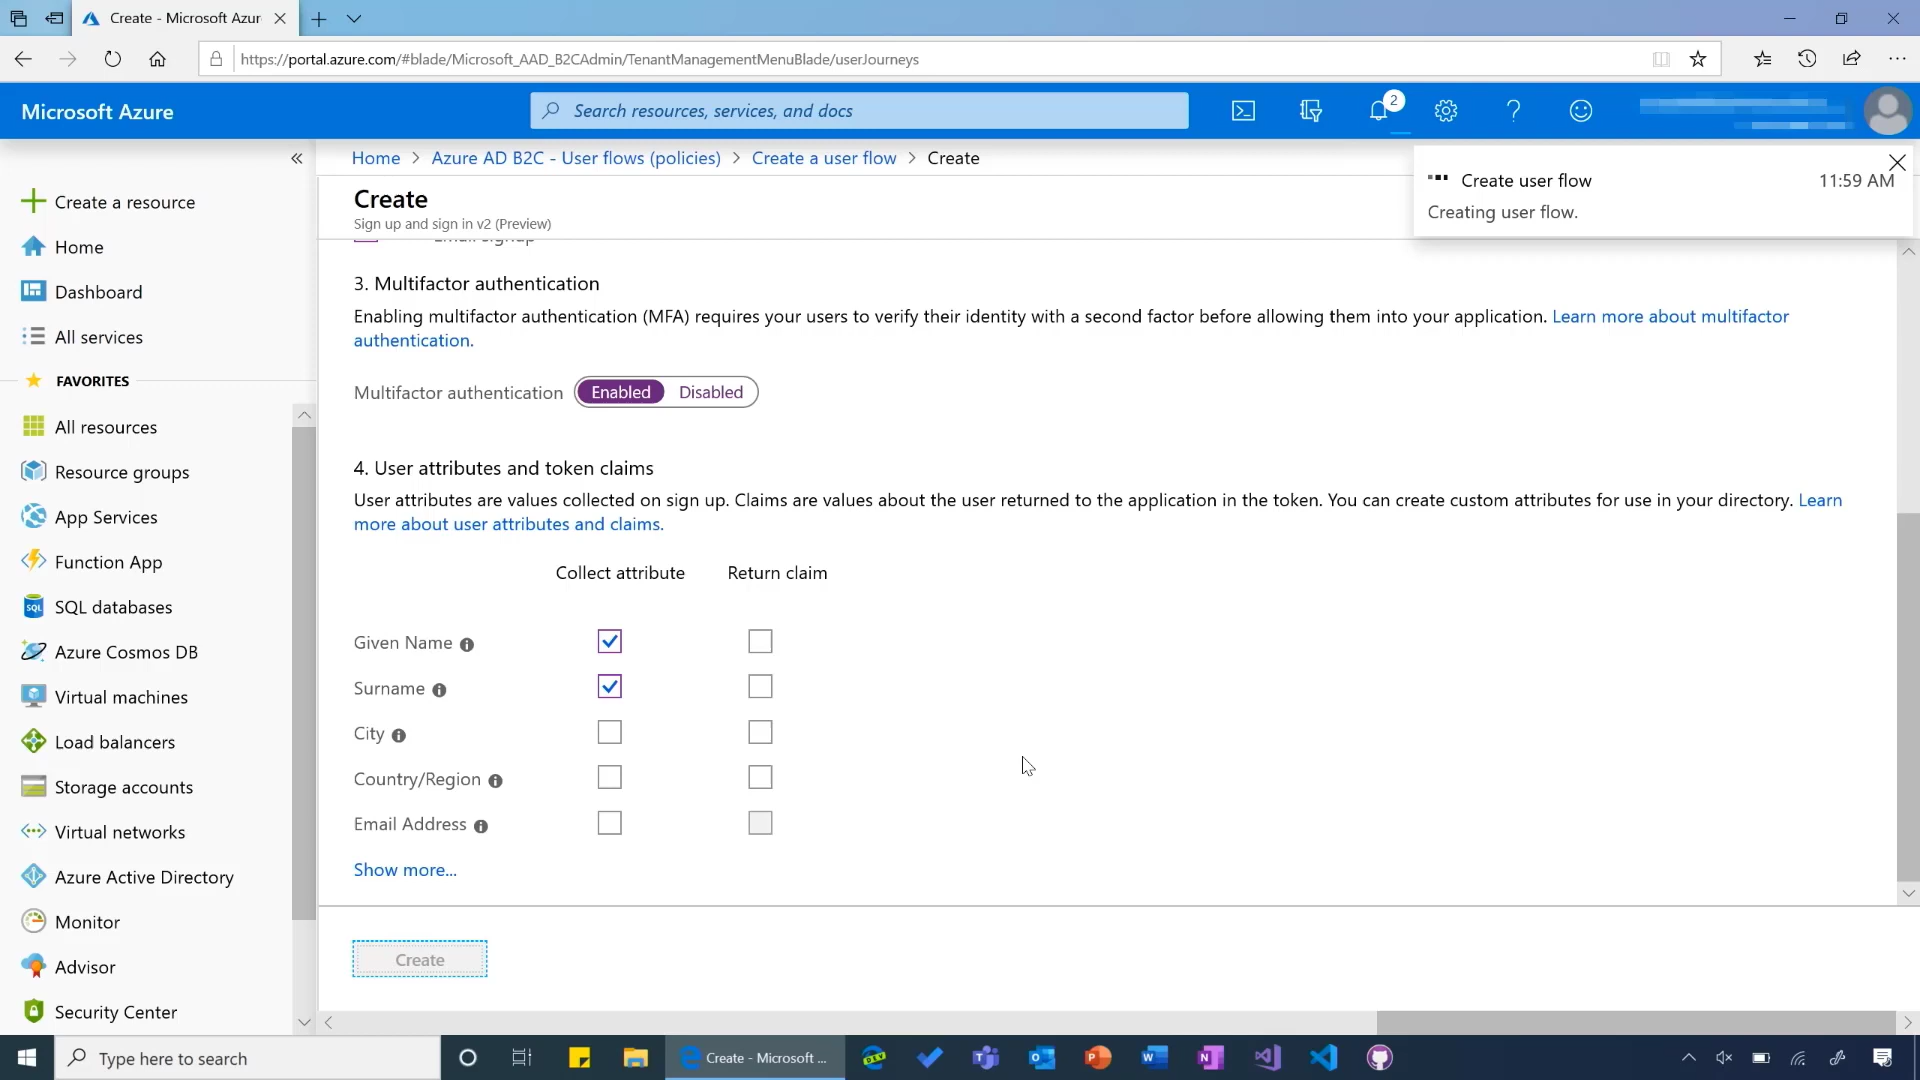 Create - Microsoft Azur
https://portal.azure.com/#blade/Microsoft_AAD_B2CAdmin/TenantManagementMenuBlade/userJourneys
Microsoft Azure
Search resources, services, and docs
2
Home > Azure AD B2C - User flows (policies) > Create a user flow > Create
Create
Sign up and sign in v2 (Preview)
Create user flow
11:59 AM
Creating user flow.
Create a resource
Home
Dashboard
All services
FAVORITES
All resources
Resource groups
App Services
Function App
SQL databases
Azure Cosmos DB
Virtual machines
Load balancers
Storage accounts
Virtual networks
Azure Active Directory
Monitor
Advisor
Security Center
Email signup
3. Multifactor authentication
Enabling multifactor authentication (MFA) requires your users to verify their identity with a second factor before allowing them into your application. Learn more about multifactor
authentication.
Multifactor authentication Enabled Disabled
4. User attributes and token claims
User attributes are values collected on sign up. Claims are values about the user returned to the application in the token. You can create custom attributes for use in your directory. Learn
more about user attributes and claims.
Collect attribute Return claim
Given Name
Surname
City
Country/Region
Email Address
Show more...
Create
Type here to search
Create - Microsoft ...